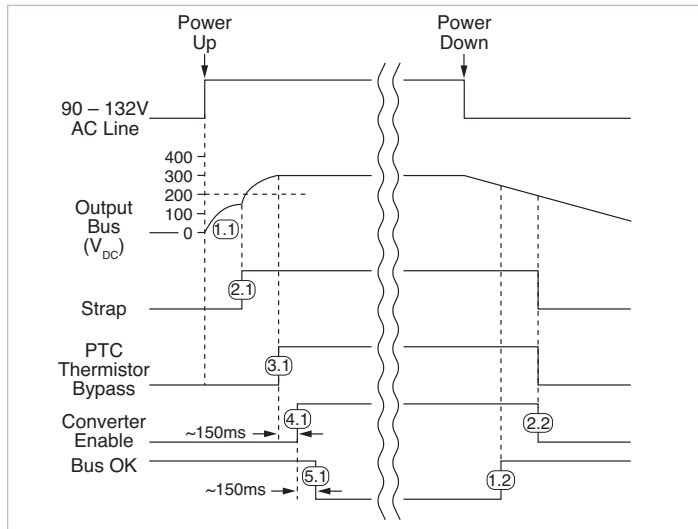 Power
Up
Power
Down
90 – 132V
AC Line
400
300
200
100
0
Output
Bus
(VDC)
1.1
Strap
2.1
PTC
Thermistor
Bypass
3.1
Converter
Enable
4.1
2.2
~150ms
Bus OK
5.1
1.2
~150ms